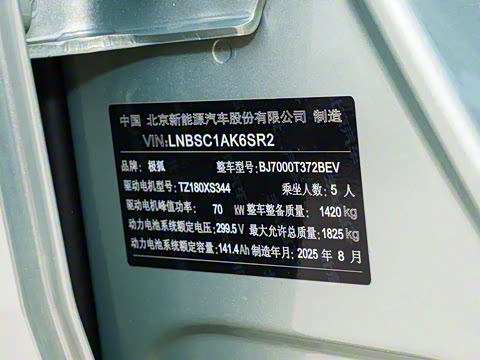 中国 北京新能源汽车股份有限公司 制造
VIN:LNBSC1AK6SR2
品牌: 极狐 整车型号: BJ7000T372BEV
驱动电机型号: TZ180XS344 乘坐人数: 5 人
驱动电机峰值功率: 70 kW 整车整备质量: 1420 kg
动力电池系统额定电压: 299.5 V 最大允许总质量: 1825 kg
动力电池系统额定容量: 141.4 Ah 制造年月: 2025 年 8 月